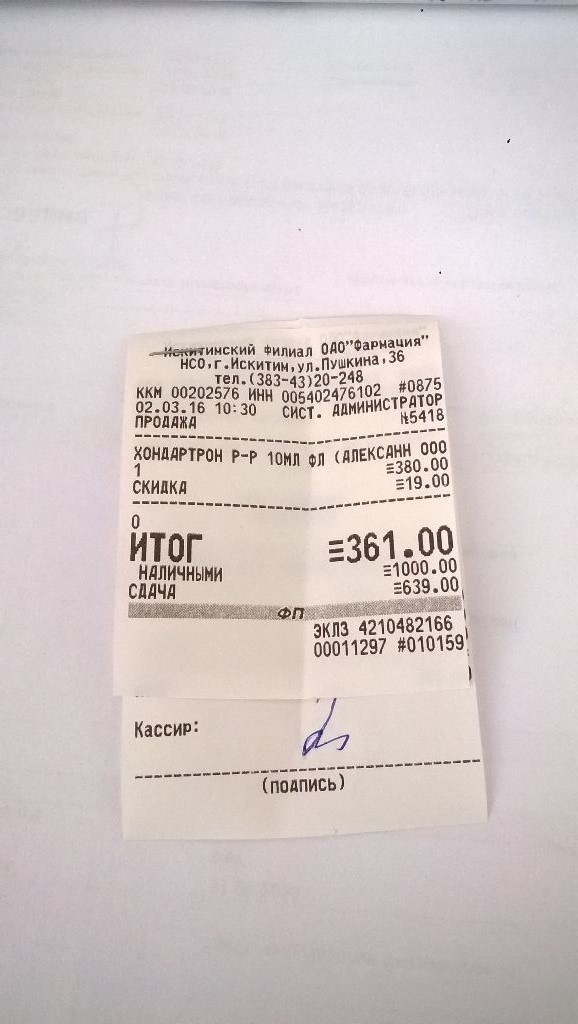 Искитимский филиал ОАО"Фармация"
НСО,г.Искитим,ул.Пушкина,36
тел.(383-43)20-248
ККМ 00202576 ИНН 005402476102 #0875
02.03.16 10:30 СИСТ. АДМИНИСТРАТОР
ПРОДАЖА №5418
ХОНДАРТРОН Р-Р 10МЛ ФЛ (АЛЕКСАНН ООО
1 ≡380.00
СКИДКА ≡19.00
0
ИТОГ ≡361.00
НАЛИЧНЫМИ ≡1000.00
СДАЧА ≡639.00
ФП
ЭКЛЗ 4210482166
00011297 #010159
Кассир:
(подпись)